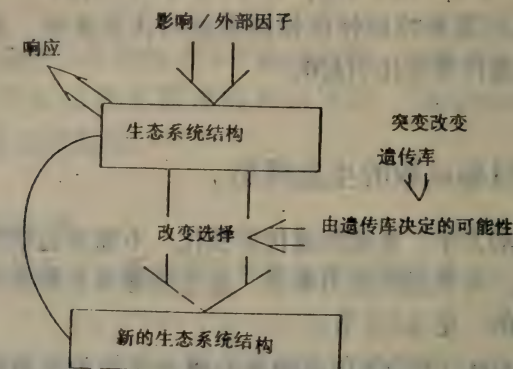 影响/外部因子
响应
生态系统结构
突变改变
遗传库
改变选择
由遗传库决定的可能性
新的生态系统结构